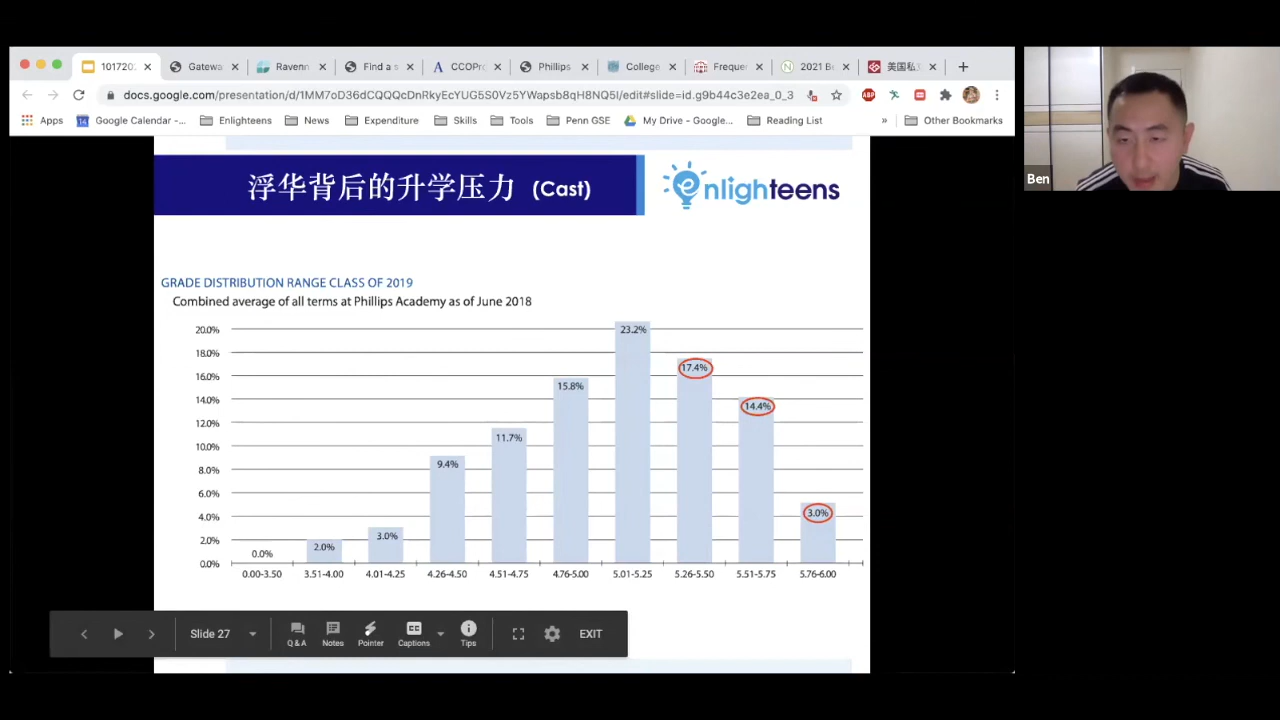 101720
Gatewa
Ravenn
Find a s
CCOPro
Phillips
College
Freque
2021 Be
美国私
docs.google.com/presentation/d/1MM7oD36dCQQQcDnRkyEcYUG5S0Vz5YWapsb8qH8NQ5I/edit#slide=id.g9b44c3e2ea_0_3
ABP
Apps
Google Calendar -...
Enlighteens
News
Expenditure
Skills
Tools
Penn GSE
My Drive - Google...
Reading List
»
Other Bookmarks
Ben
浮华背后的升学压力 (Cast)
enlighteens
GRADE DISTRIBUTION RANGE CLASS OF 2019
Combined average of all terms at Phillips Academy as of June 2018
20.0%
18.0%
16.0%
14.0%
12.0%
10.0%
8.0%
6.0%
4.0%
2.0%
0.0%
0.0%
2.0%
3.0%
9.4%
11.7%
15.8%
23.2%
17.4%
14.4%
3.0%
0.00-3.50 3.51-4.00 4.01-4.25 4.26-4.50 4.51-4.75 4.76-5.00 5.01-5.25 5.26-5.50 5.51-5.75 5.76-6.00
Slide 27
Q & A
Notes
Pointer
CC
Captions
Tips
EXIT